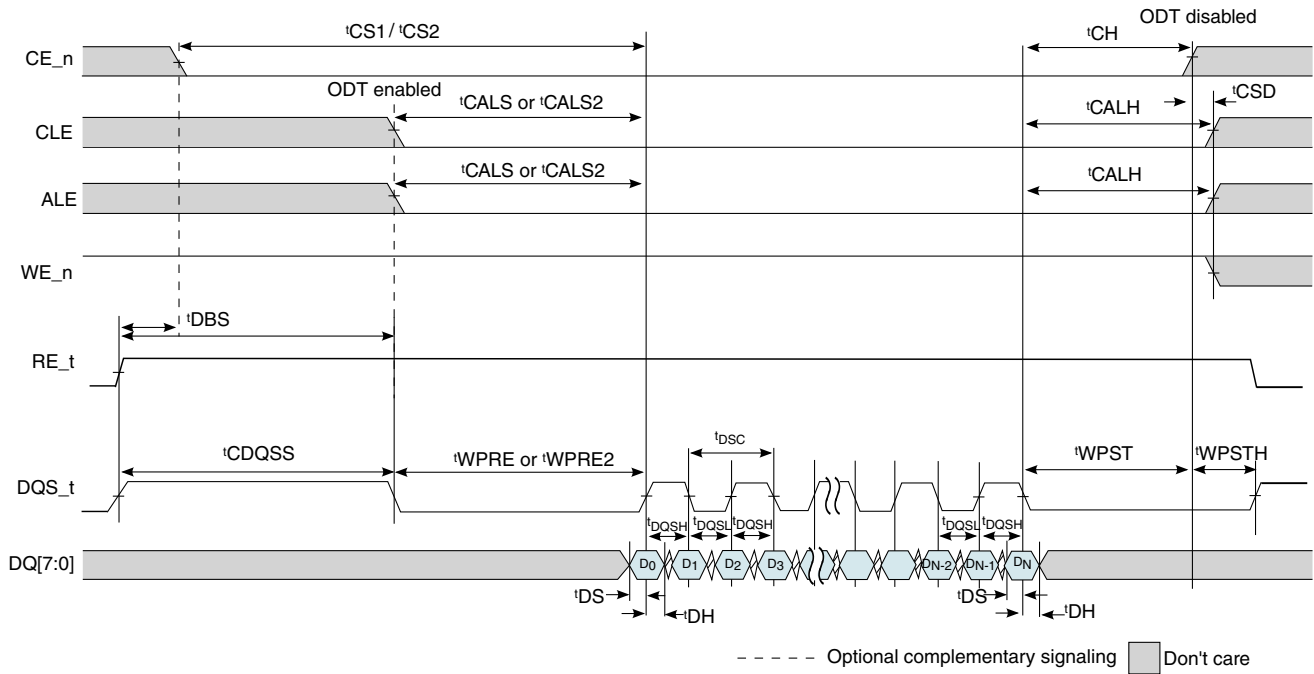 ODT disabled
tCS1 / tCS2
tCH
CE_n
ODT enabled
tCALS or tCALS2
tCALH
tCSD
CLE
tCALS or tCALS2
tCALH
ALE
WE_n
tDBS
RE_t
tCDQSS
tWPRE or tWPRE2
tDSC
tWPST
tWPSTH
DQS_t
tDQSH
tDQSL
tDQSH
tDQSL
tDQSH
DQ[7:0]
D0
D1
D2
D3
DN-2
DN-1
DN
tDS
tDH
tDS
tDH
Optional complementary signaling
Don't care